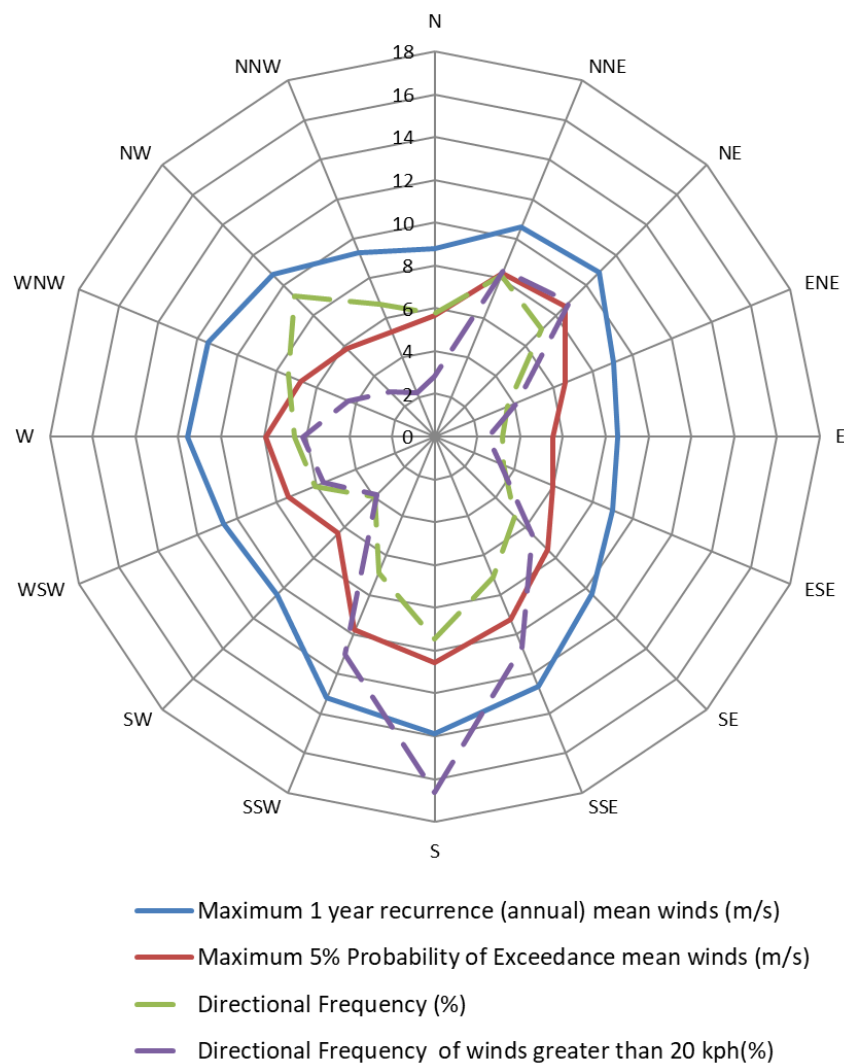 N
NNW
NNE
NW
NE
WNW
ENE
W
E
WSW
ESE
SW
SE
SSW
SSE
S
18
16
14
12
10
8
6
4
2
0
Maximum 1 year recurrence (annual) mean winds (m/s)
Maximum 5% Probability of Exceedance mean winds (m/s)
Directional Frequency (%)
Directional Frequency of winds greater than 20 kph(%)